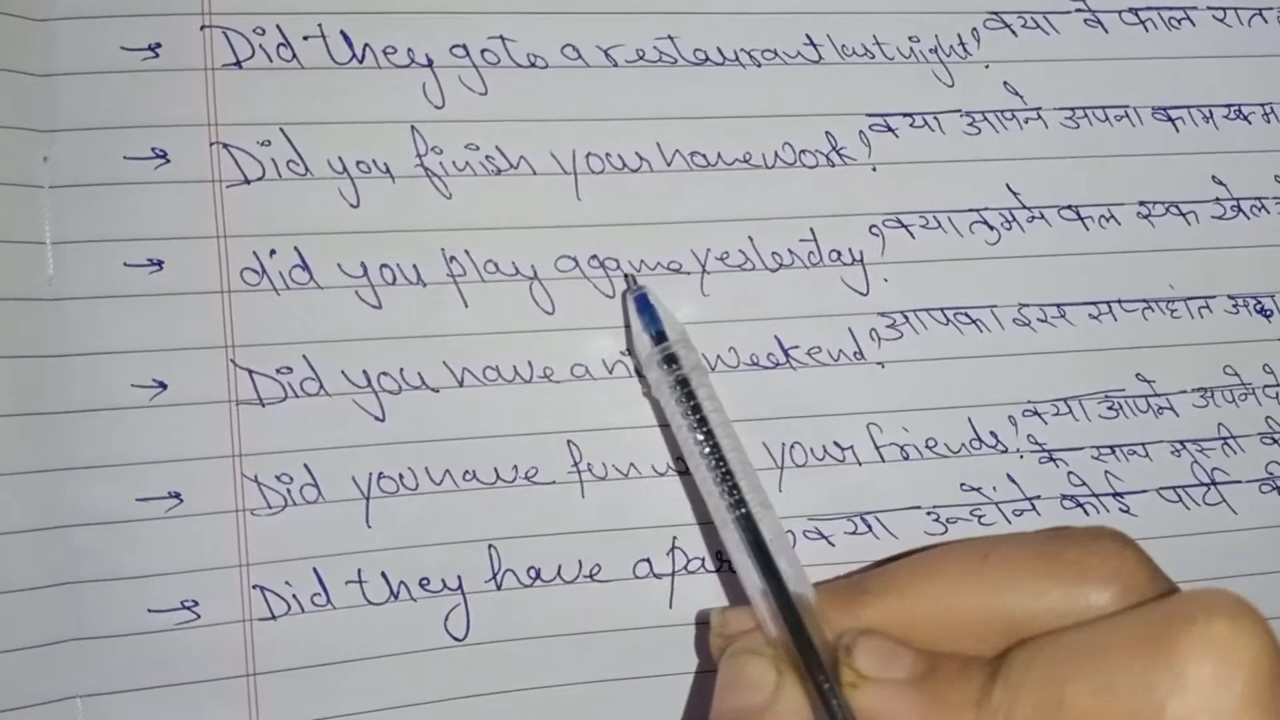 → Did they go to a restaurant last night? क्या वे काल रात
→ Did you finish your homework? क्या आपने अपना काम खत्म
→ did you play a game yesterday? क्या तुमने कल एक खेल
→ Did you have a weekend? आपका इस सप्ताहांत
→ Did you have fun your friends? क्या आपने अपने
के साथ मस्ती की
→ Did they have a क्या उन्होंने कोई पार्टी की